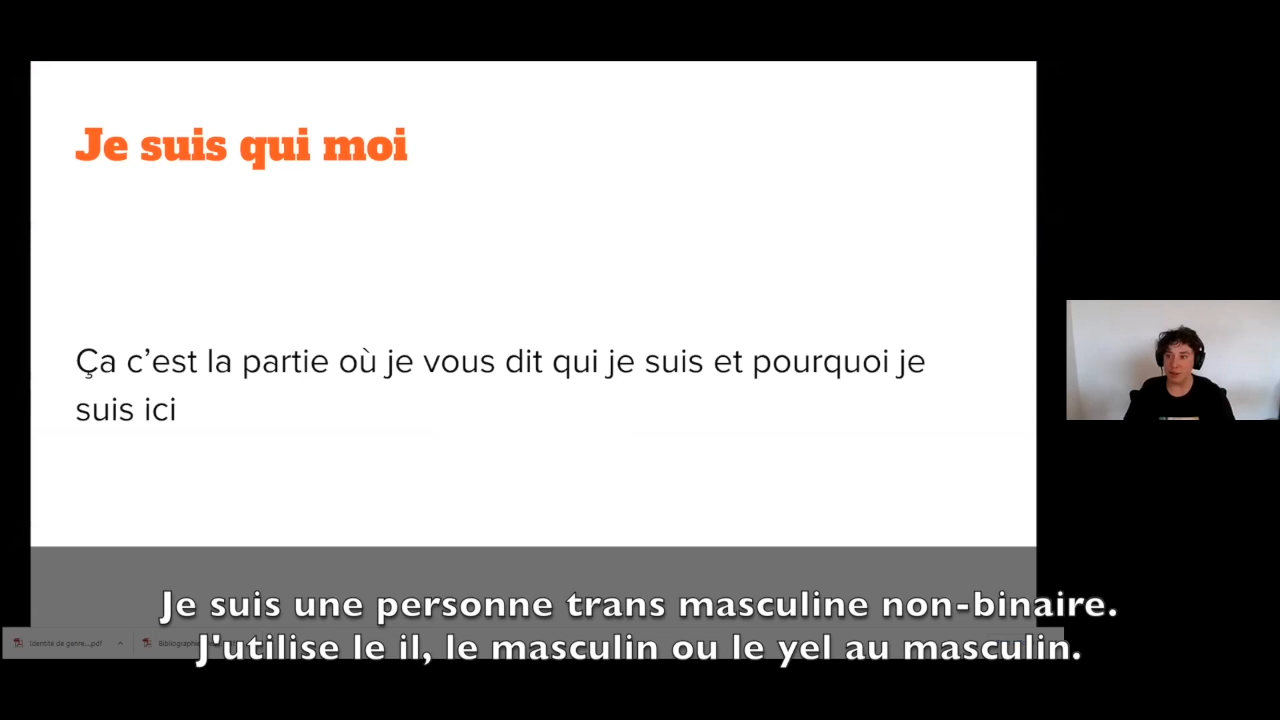 Je suis qui moi
Ça c’est la partie où je vous dit qui je suis et pourquoi je
suis ici
Je suis une personne trans masculine non-binaire.
Identité de genre....pdf
J'utilise le il, le masculin ou le yel au masculin.